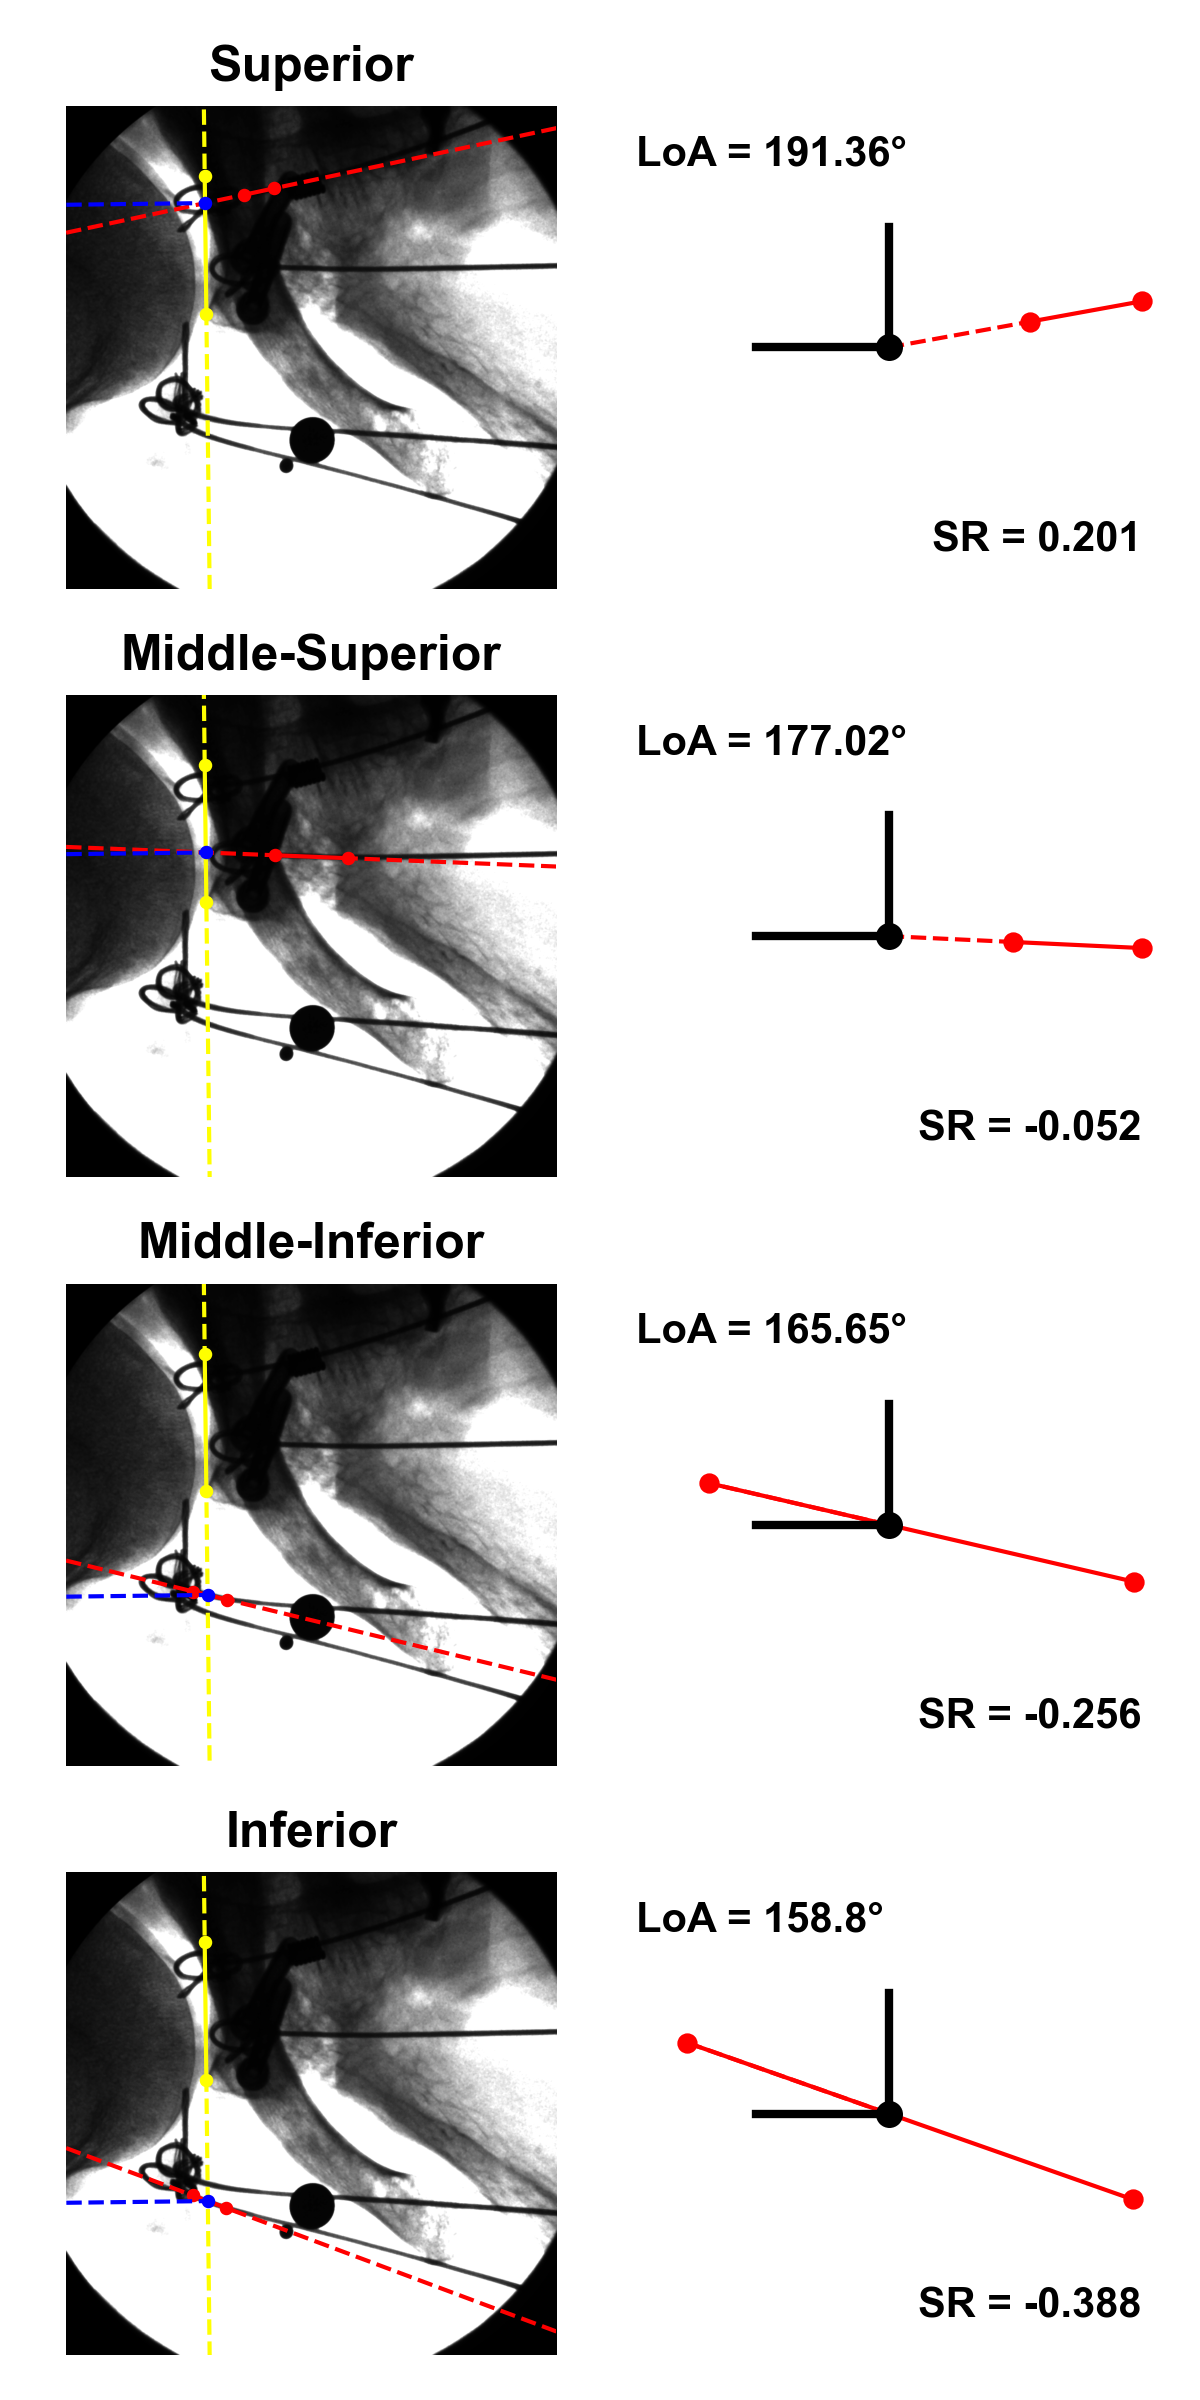 Superior
LoA = 191.36°
SR = 0.201
Middle-Superior
LoA = 177.02°
SR = -0.052
Middle-Inferior
LoA = 165.65°
SR = -0.256
Inferior
LoA = 158.8°
SR = -0.388